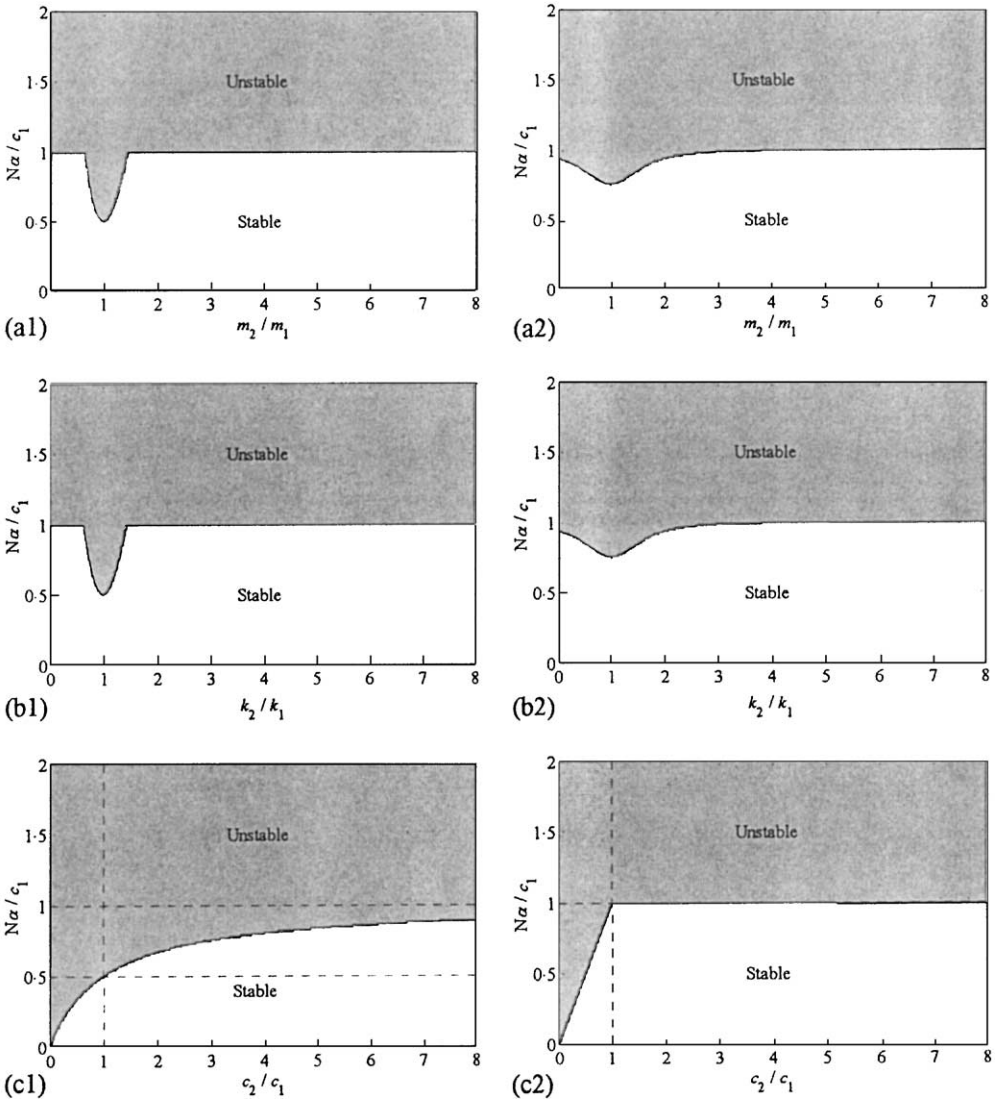 2
1·5
1
0·5
0
Nα / c1
Unstable
Stable
0 1 2 3 4 5 6 7 8
m2 / m1
(a1)
2
1·5
1
0·5
0
Nα / c1
Unstable
Stable
0 1 2 3 4 5 6 7 8
m2 / m1
(a2)
2
1·5
1
0·5
0
Nα / c1
Unstable
Stable
0 1 2 3 4 5 6 7 8
k2 / k1
(b1)
2
1·5
1
0·5
0
Nα / c1
Unstable
Stable
0 1 2 3 4 5 6 7 8
k2 / k1
(b2)
2
1·5
1
0·5
0
Nα / c1
Unstable
Stable
0 1 2 3 4 5 6 7 8
c2 / c1
(c1)
2
1·5
1
0·5
0
Nα / c1
Unstable
Stable
0 1 2 3 4 5 6 7 8
c2 / c1
(c2)